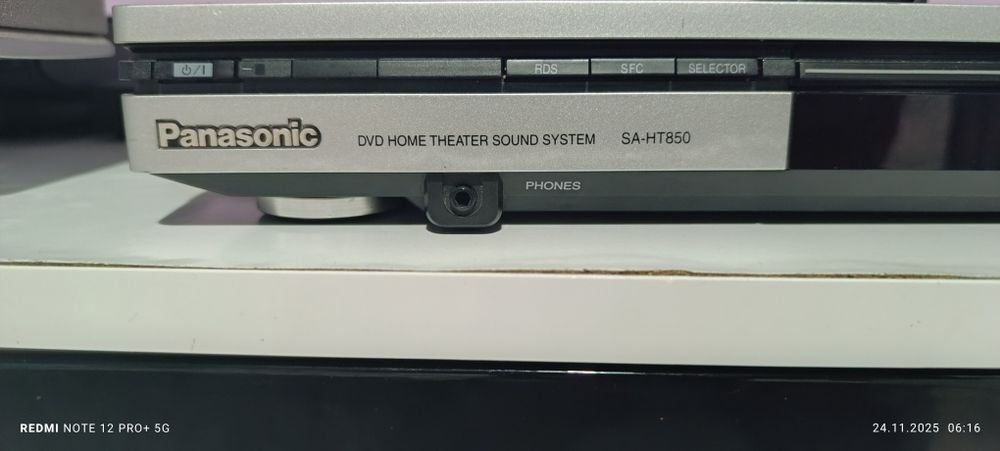 ⏻/I
RDS SFC SELECTOR
Panasonic DVD HOME THEATER SOUND SYSTEM SA-HT850
PHONES
REDMI NOTE 12 PRO+ 5G
24.11.2025 06:16